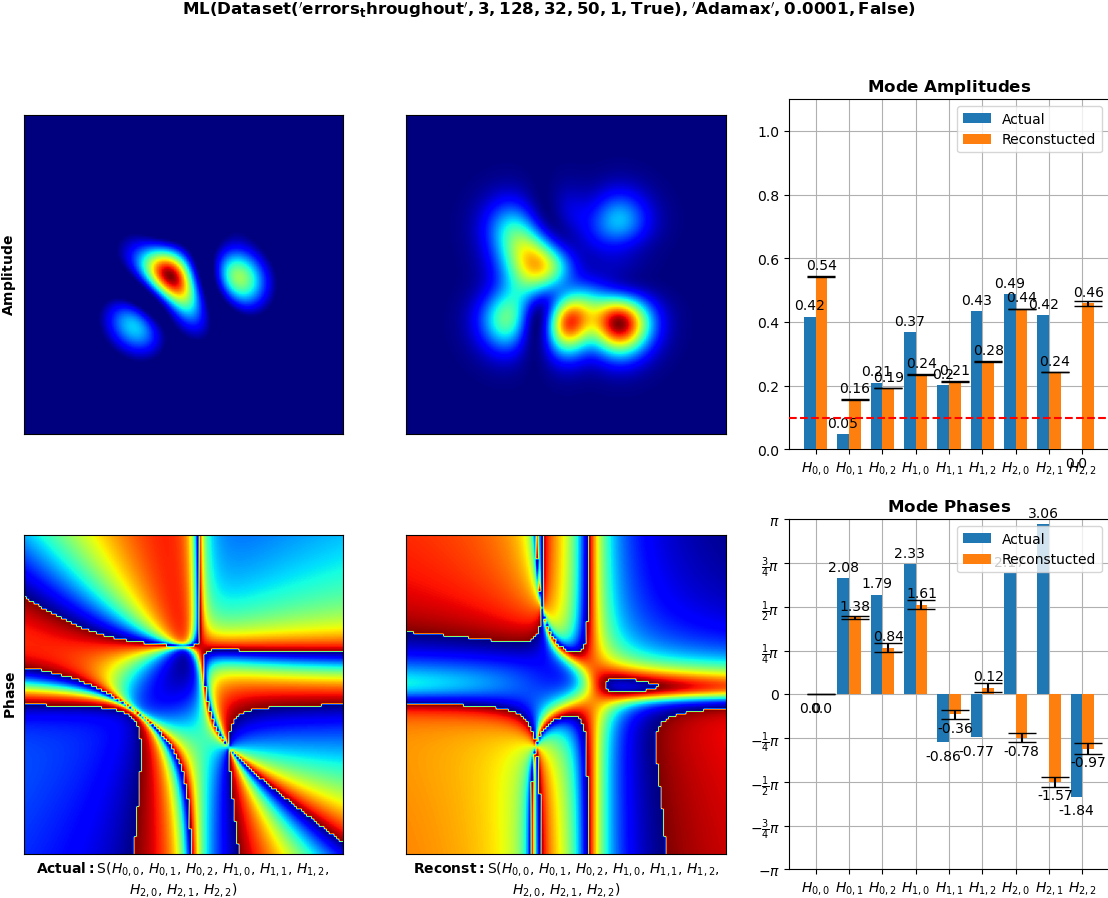 ML(Dataset('errors_throughout', 3, 128, 32, 50, 1, True), 'Adamax', 0.0001, False)
Mode Amplitudes
Amplitude
Actual
Reconstucted
1.0
0.8
0.6
0.4
0.2
0.0
0.42 0.54
0.05 0.16
0.21 0.19
0.37 0.24
0.2 0.21
0.43 0.28
0.49 0.44
0.42 0.24
0.0 0.46
H0,0 H0,1 H0,2 H1,0 H1,1 H1,2 H2,0 H2,1 H2,2
Mode Phases
Phase
Actual
Reconstucted
π
3/4π
1/2π
1/4π
0
−1/4π
−1/2π
−3/4π
−π
0.0 0.0
2.08 1.38
1.79 0.84
2.33 1.61
-0.86 -0.36
-0.77 0.12
-0.78
3.06 -1.57
-1.84 -0.97
H0,0 H0,1 H0,2 H1,0 H1,1 H1,2 H2,0 H2,1 H2,2
Actual: S(H0,0, H0,1, H0,2, H1,0, H1,1, H1,2,
H2,0, H2,1, H2,2)
Reconst: S(H0,0, H0,1, H0,2, H1,0, H1,1, H1,2,
H2,0, H2,1, H2,2)